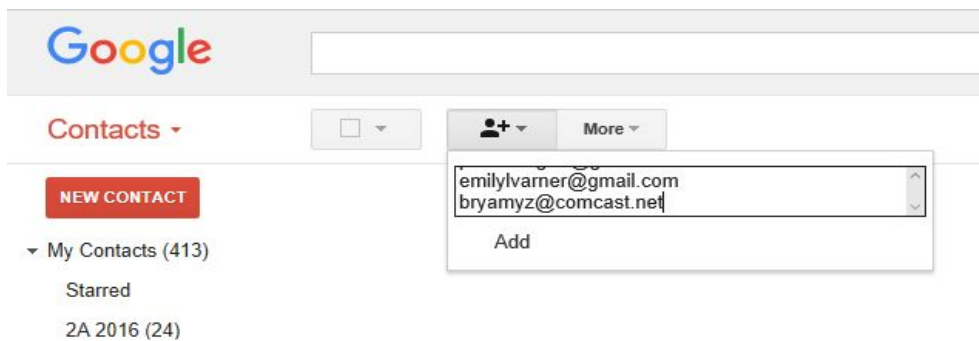 Google
Contacts
More
emilylvarner@gmail.com
bryamyz@comcast.net
Add
NEW CONTACT
My Contacts (413)
Starred
2A 2016 (24)